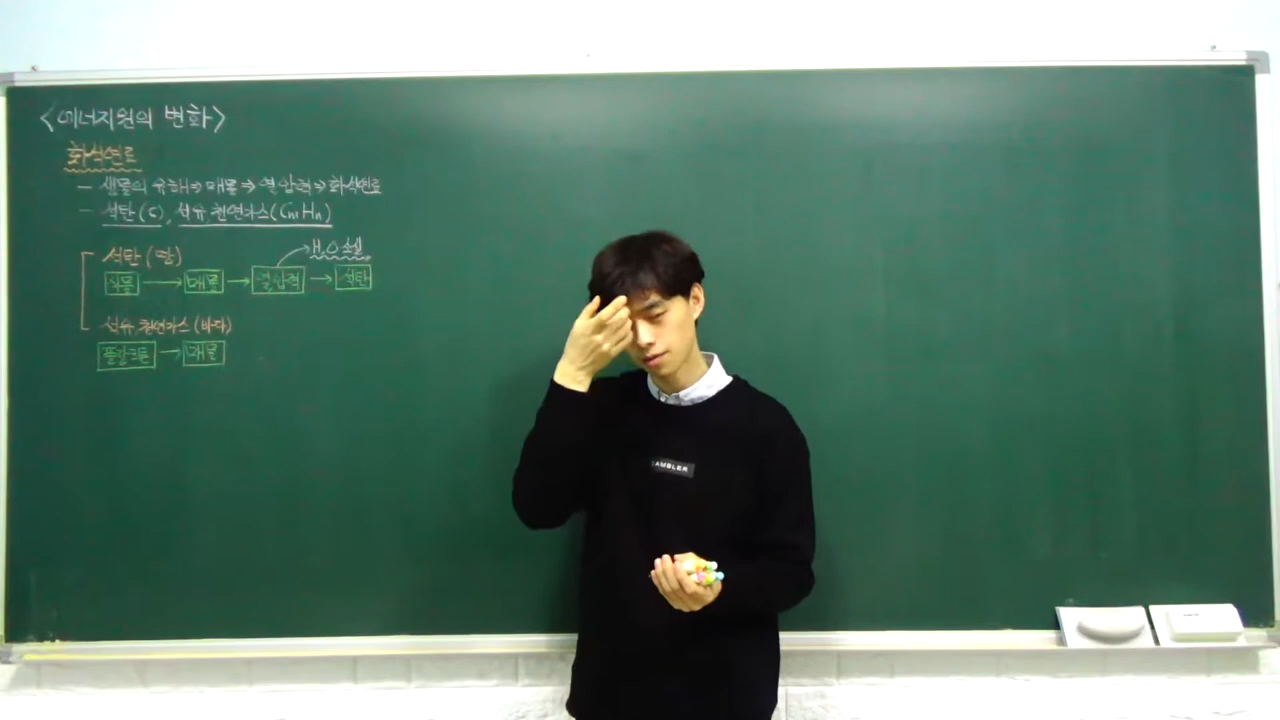 <에너지원의 변화>
화석연료
- 생물의 유해⇒매몰⇒열압력⇒화석연료
- 석탄(C), 석유 천연가스(CmHn)
석탄(땅)
H,O 손실
식물 → 매몰 → 열압력 → 석탄
석유 천연가스(바다)
플랑크톤 → 매몰
AMBLER